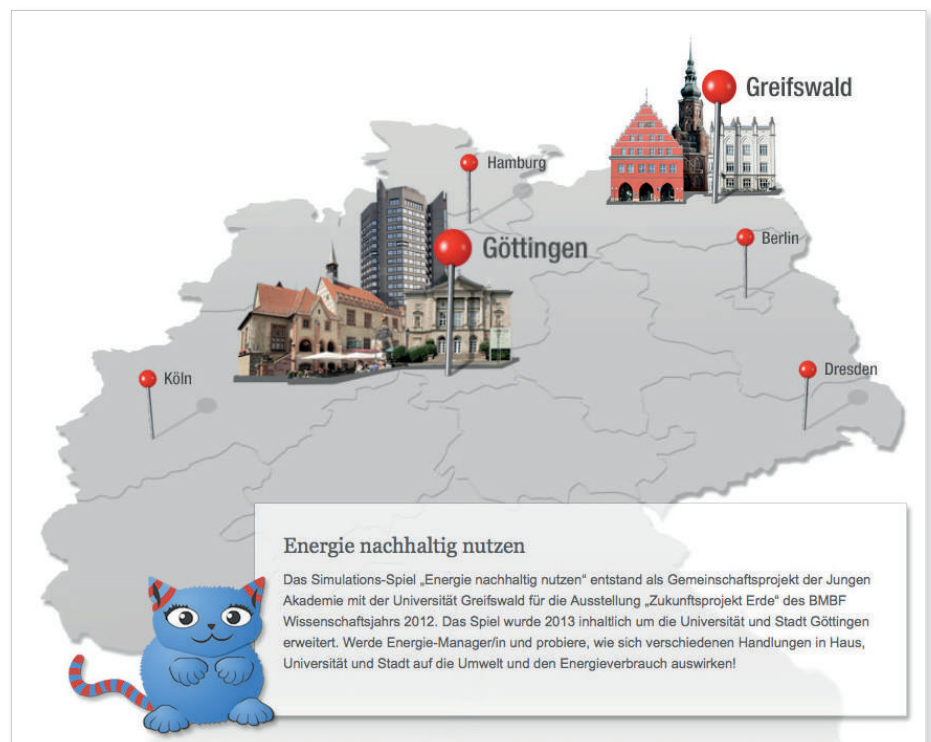 Greifswald
Hamburg
Göttingen
Berlin
Köln
Dresden
Energie nachhaltig nutzen
Das Simulations-Spiel „Energie nachhaltig nutzen“ entstand als Gemeinschaftsprojekt der Jungen
Akademie mit der Universität Greifswald für die Ausstellung „Zukunftsprojekt Erde“ des BMBF
Wissenschaftsjahrs 2012. Das Spiel wurde 2013 inhaltlich um die Universität und Stadt Göttingen
erweitert. Werde Energie-Manager/in und probiere, wie sich verschiedenen Handlungen in Haus,
Universität und Stadt auf die Umwelt und den Energieverbrauch auswirken!